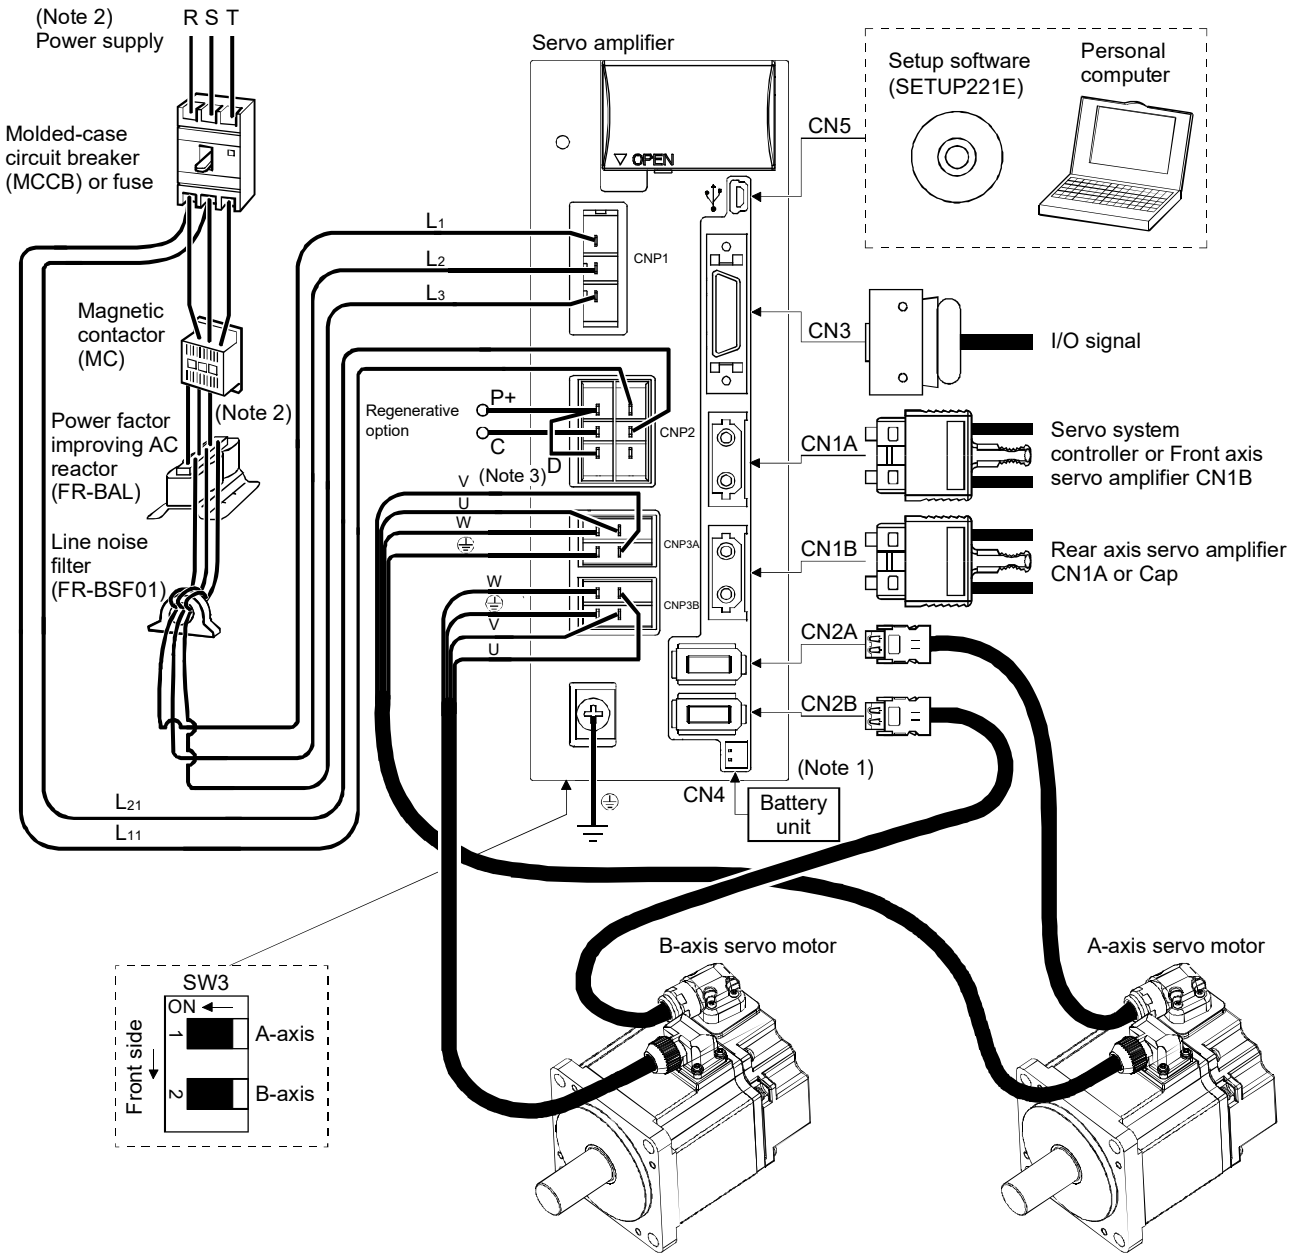 (Note 2)
Power supply
R S T
Servo amplifier
Setup software
(SETUP221E)
Personal
computer
Molded-case
circuit breaker
(MCCB) or fuse
OPEN
CN5
L1
L2
L3
CNP1
Magnetic
contactor
(MC)
CN3
I/O signal
(Note 2)
Power factor
improving AC
reactor
(FR-BAL)
Regenerative
option
P+
C
D
CNP2
(Note 3)
CN1A
Servo system
controller or Front axis
servo amplifier CN1B
V
U
W
CNP3A
Line noise
filter
(FR-BSF01)
CN1B
Rear axis servo amplifier
CN1A or Cap
W
V
U
CNP3B
CN2A
CN2B
(Note 1)
CN4
Battery
unit
L21
L11
B-axis servo motor
A-axis servo motor
SW3
ON
1
A-axis
2
B-axis
Front side